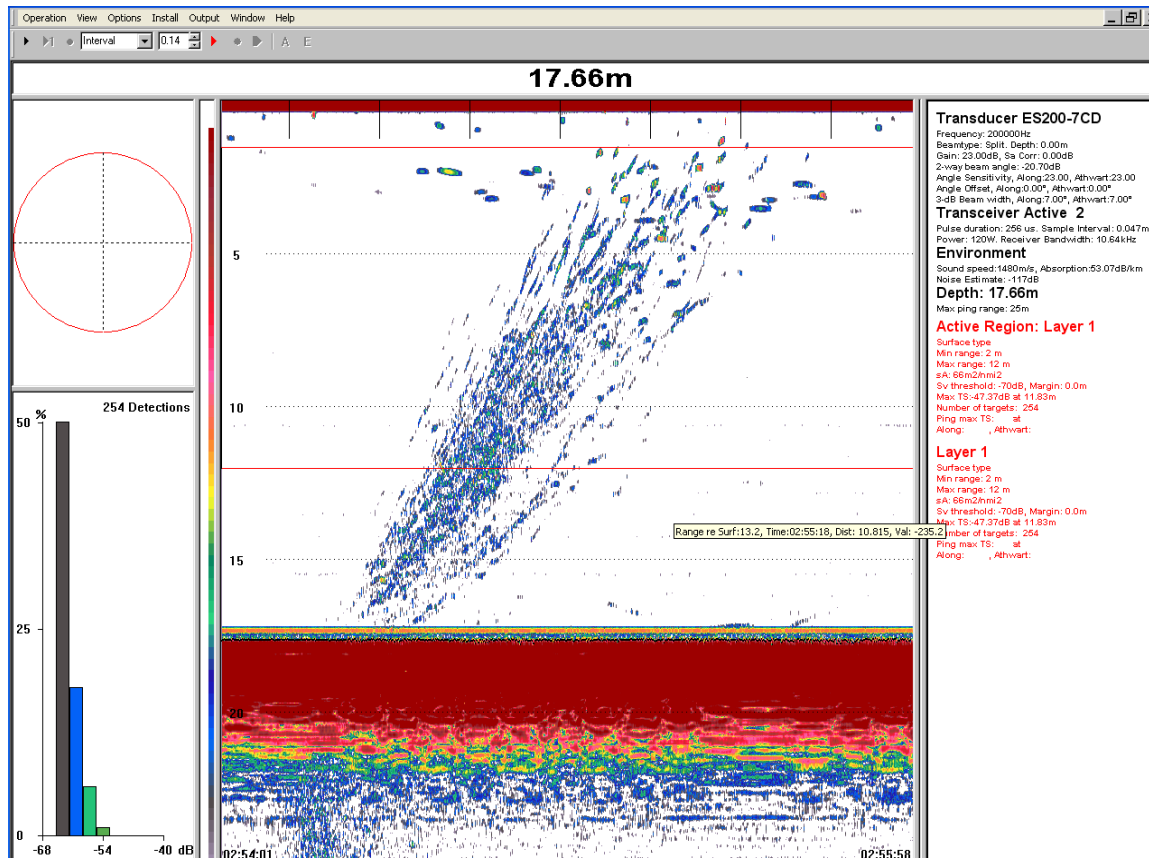 Operation View Options Install Output Window Help
Interval 0.14 A E
17.66m
254 Detections
%
50
25
0
-68 -54 -40 dB
5
10
15
20
Range re Surf:13.2, Time:02:55:18, Dist: 10.815, Val: -235.2
02:54:01 02:55:58
Transducer ES200-7CD
Frequency: 200000Hz
Beamtype: Split. Depth: 0.00m
Gain: 23.00dB, Sa Corr: 0.00dB
2-way beam angle: -20.70dB
Angle Sensitivity, Along:23.00, Athwart:23.00
Angle Offset, Along:0.00°, Athwart:0.00°
3-dB Beam width, Along:7.00°, Athwart:7.00°
Transceiver Active 2
Pulse duration: 256 us. Sample Interval: 0.047m
Power: 120W. Receiver Bandwidth: 10.64kHz
Environment
Sound speed:1480m/s, Absorption:53.07dB/km
Noise Estimate: -117dB
Depth: 17.66m
Max ping range: 25m
Active Region: Layer 1
Surface type
Min range: 2 m
Max range: 12 m
sA: 66m2/nmi2
Sv threshold: -70dB, Margin: 0.0m
Max TS:-47.37dB at 11.83m
Number of targets: 254
Ping max TS: at
Along: , Athwart:
Layer 1
Surface type
Min range: 2 m
Max range: 12 m
sA: 66m2/nmi2
Sv threshold: -70dB, Margin: 0.0m
Max TS:-47.37dB at 11.83m
Number of targets: 254
Ping max TS: at
Along: , Athwart: